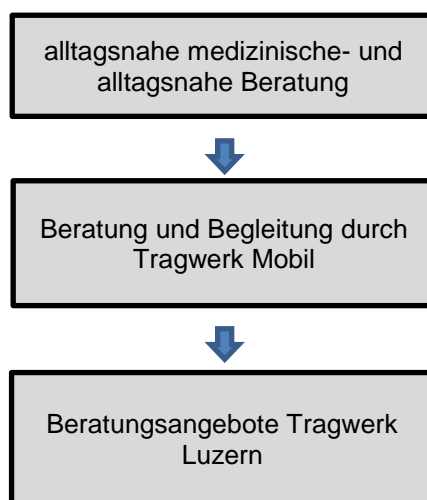 alltagsnahe medizinische- und
alltagsnahe Beratung
Beratung und Begleitung durch
Tragwerk Mobil
Beratungsangebote Tragwerk
Luzern